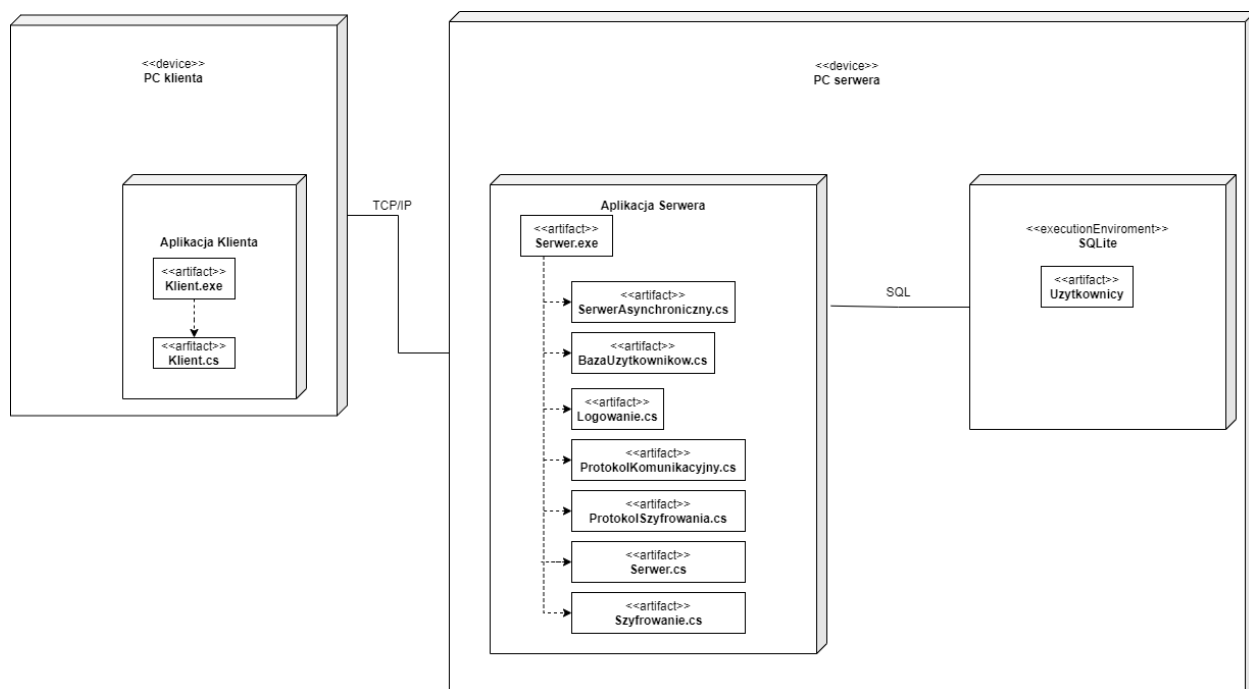 <<device>>
PC klienta
Aplikacja Klienta
<<artifact>>
Klient.exe
<<arfitact>>
Klient.cs
TCP/IP
<<device>>
PC serwera
Aplikacja Serwera
<<artifact>>
Serwer.exe
<<artifact>>
SerwerAsynchroniczny.cs
<<artifact>>
BazaUzytkownikow.cs
<<artifact>>
Logowanie.cs
<<artifact>>
ProtokolKomunikacyjny.cs
<<artifact>>
ProtokolSzyfrowania.cs
<<artifact>>
Serwer.cs
<<artifact>>
Szyfrowanie.cs
SQL
<<executionEnviroment>>
SQLite
<<artifact>>
Uzytkownicy